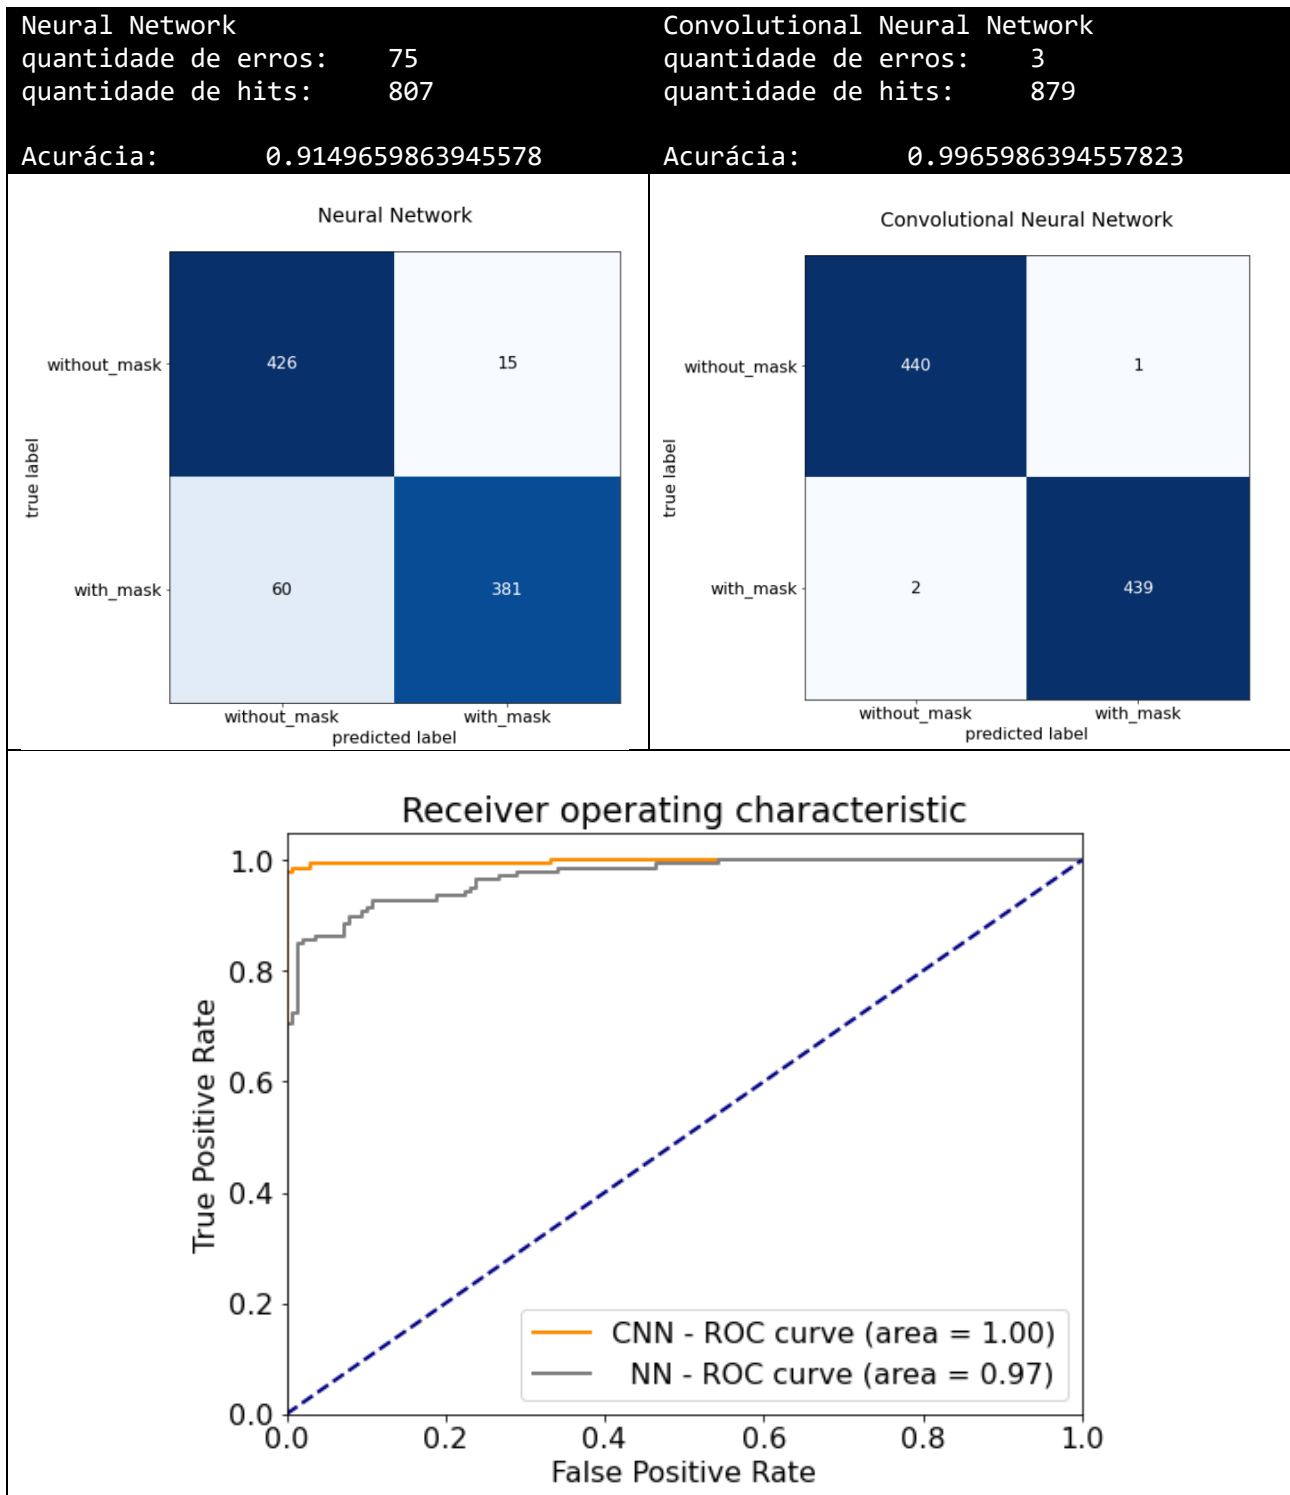 Neural Network
quantidade de erros: 75
quantidade de hits: 807
Acurácia: 0.9149659863945578
Convolutional Neural Network
quantidade de erros: 3
quantidade de hits: 879
Acurácia: 0.9965986394557823
Neural Network
without_mask
426 15
true label
with_mask
60 381
without_mask with_mask
predicted label
Convolutional Neural Network
without_mask
440 1
true label
with_mask
2 439
without_mask with_mask
predicted label
Receiver operating characteristic
1.0
0.8
0.6
0.4
0.2
0.0
True Positive Rate
CNN - ROC curve (area = 1.00)
NN - ROC curve (area = 0.97)
0.0 0.2 0.4 0.6 0.8 1.0
False Positive Rate